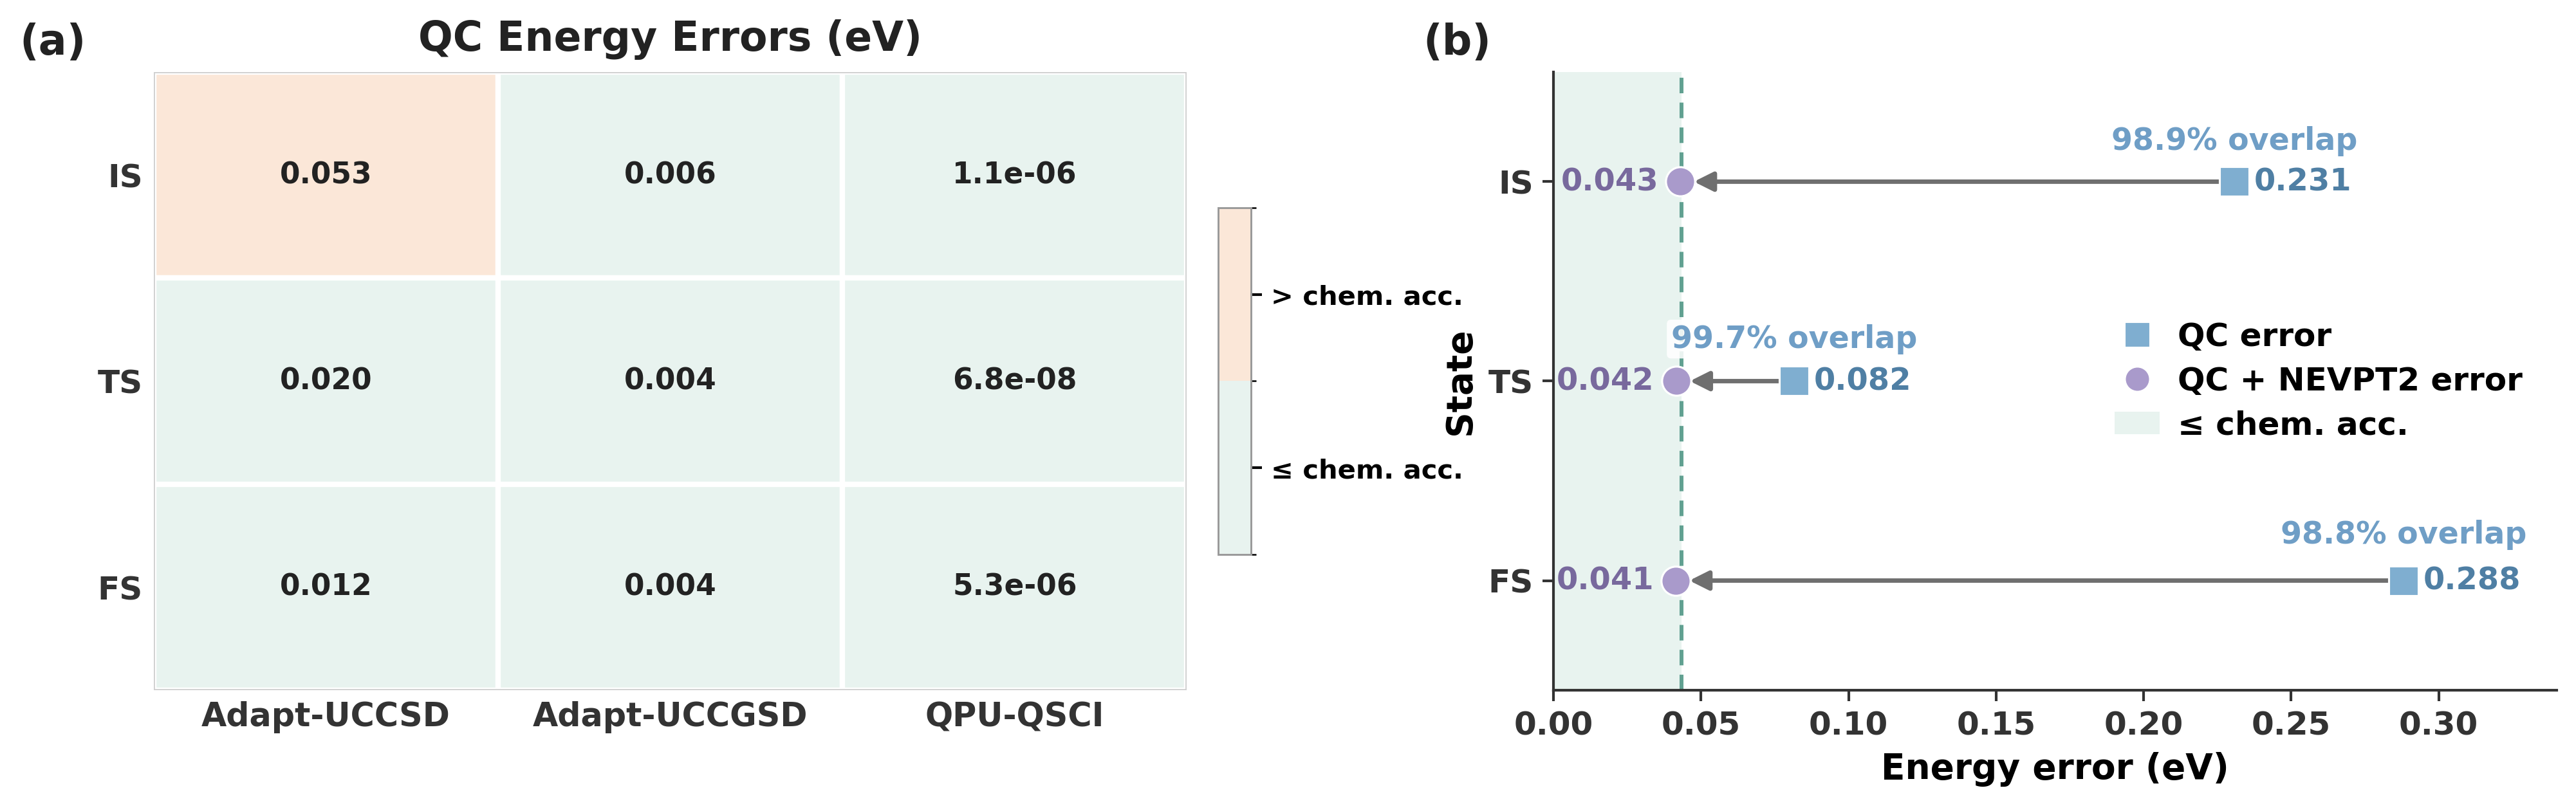 (a)
QC Energy Errors (eV)
IS 0.053 0.006 1.1e-06
TS 0.020 0.004 6.8e-08
FS 0.012 0.004 5.3e-06
Adapt-UCCSD Adapt-UCCGSD QPU-QSCI
> chem. acc.
≤ chem. acc.
(b)
State
98.9% overlap
IS 0.043 0.231
99.7% overlap
TS 0.042 0.082
98.8% overlap
FS 0.041 0.288
QC error
QC + NEVPT2 error
≤ chem. acc.
0.00 0.05 0.10 0.15 0.20 0.25 0.30
Energy error (eV)